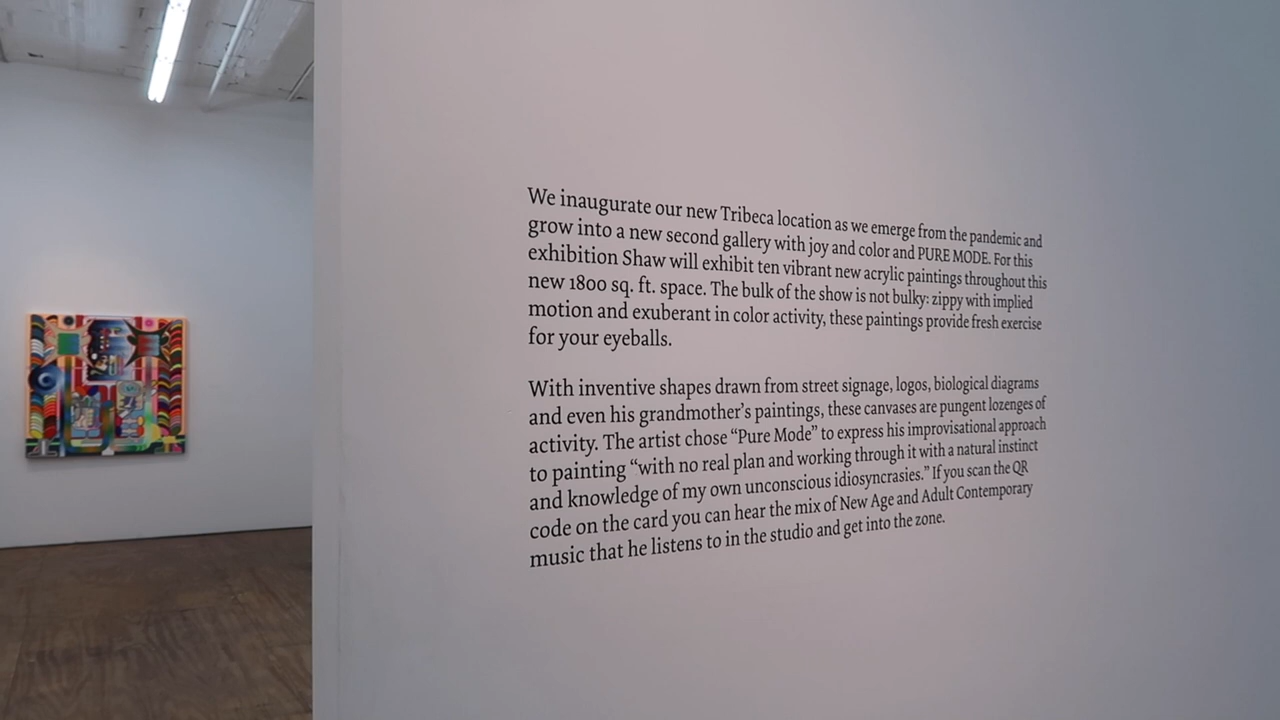 We inaugurate our new Tribeca location as we emerge from the pandemic and
grow into a new second gallery with joy and color and PURE MODE. For this
exhibition Shaw will exhibit ten vibrant new acrylic paintings throughout this
new 1800 sq. ft. space. The bulk of the show is not bulky: zippy with implied
motion and exuberant in color activity, these paintings provide fresh exercise
for your eyeballs.
With inventive shapes drawn from street signage, logos, biological diagrams
and even his grandmother’s paintings, these canvases are pungent lozenges of
activity. The artist chose “Pure Mode” to express his improvisational approach
to painting “with no real plan and working through it with a natural instinct
and knowledge of my own unconscious idiosyncrasies.” If you scan the QR
code on the card you can hear the mix of New Age and Adult Contemporary
music that he listens to in the studio and get into the zone.